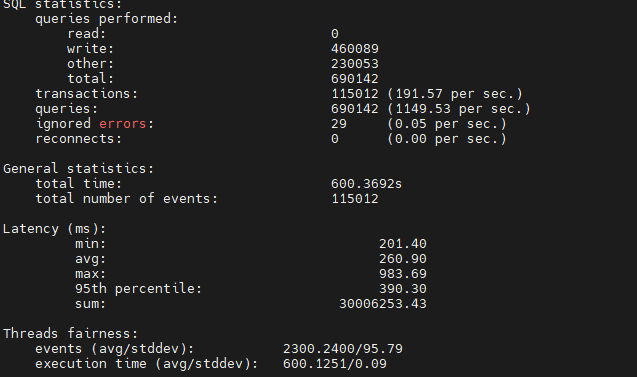 SQL statistics:
queries performed:
read: 0
write: 460089
other: 230053
total: 690142
transactions: 115012 (191.57 per sec.)
queries: 690142 (1149.53 per sec.)
ignored errors: 29 (0.05 per sec.)
reconnects: 0 (0.00 per sec.)
General statistics:
total time: 600.3692s
total number of events: 115012
Latency (ms):
min: 201.40
avg: 260.90
max: 983.69
95th percentile: 390.30
sum: 30006253.43
Threads fairness:
events (avg/stddev): 2300.2400/95.79
execution time (avg/stddev): 600.1251/0.09